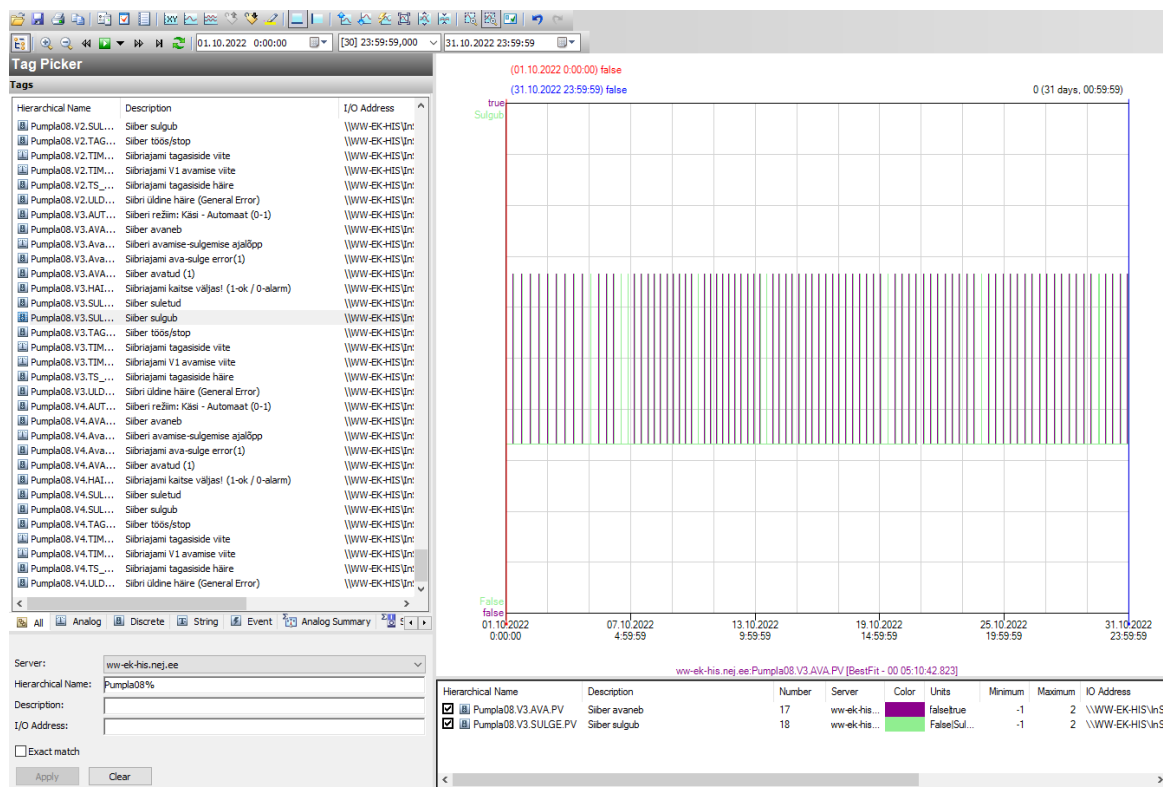 01.10.2022 0:00:00 [30] 23:59:59,000 31.10.2022 23:59:59
Tag Picker
Tags
Hierarchical Name Description I/O Address
Pumpla08.V2.SUL... Siiber sulgub \\WW-EK-HIS\In
Pumpla08.V2.TAG... Siiber töös/stop \\WW-EK-HIS\In
Pumpla08.V2.TIM... Siibriajami tagasiside viite \\WW-EK-HIS\In
Pumpla08.V2.TIM... Siibriajami V1 avamise viite \\WW-EK-HIS\In
Pumpla08.V2.TS_... Siibriajami tagasiside häire \\WW-EK-HIS\In
Pumpla08.V2.ULD... Siibri üldine häire (General Error) \\WW-EK-HIS\In
Pumpla08.V3.AUT... Siiberi režiim: Käsi - Automaat (0-1) \\WW-EK-HIS\In
Pumpla08.V3.AVA... Siiber avaneb \\WW-EK-HIS\In
Pumpla08.V3.Ava... Siiberi avamise-sulgemise ajalõpp \\WW-EK-HIS\In
Pumpla08.V3.Ava... Siibriajami ava-sulge error(1) \\WW-EK-HIS\In
Pumpla08.V3.AVA... Siiber avatud (1) \\WW-EK-HIS\In
Pumpla08.V3.HAI... Siibriajami kaitse väljas! (1-ok / 0-alarm) \\WW-EK-HIS\In
Pumpla08.V3.SUL... Siiber suletud \\WW-EK-HIS\In
Pumpla08.V3.SUL... Siiber sulgub \\WW-EK-HIS\In
Pumpla08.V3.TAG... Siiber töös/stop \\WW-EK-HIS\In
Pumpla08.V3.TIM... Siibriajami tagasiside viite \\WW-EK-HIS\In
Pumpla08.V3.TIM... Siibriajami V1 avamise viite \\WW-EK-HIS\In
Pumpla08.V3.TS_... Siibriajami tagasiside häire \\WW-EK-HIS\In
Pumpla08.V3.ULD... Siibri üldine häire (General Error) \\WW-EK-HIS\In
Pumpla08.V4.AUT... Siiberi režiim: Käsi - Automaat (0-1) \\WW-EK-HIS\In
Pumpla08.V4.AVA... Siiber avaneb \\WW-EK-HIS\In
Pumpla08.V4.Ava... Siiberi avamise-sulgemise ajalõpp \\WW-EK-HIS\In
Pumpla08.V4.Ava... Siibriajami ava-sulge error(1) \\WW-EK-HIS\In
Pumpla08.V4.AVA... Siiber avatud (1) \\WW-EK-HIS\In
Pumpla08.V4.HAI... Siibriajami kaitse väljas! (1-ok / 0-alarm) \\WW-EK-HIS\In
Pumpla08.V4.SUL... Siiber suletud \\WW-EK-HIS\In
Pumpla08.V4.SUL... Siiber sulgub \\WW-EK-HIS\In
Pumpla08.V4.TAG... Siiber töös/stop \\WW-EK-HIS\In
Pumpla08.V4.TIM... Siibriajami tagasiside viite \\WW-EK-HIS\In
Pumpla08.V4.TIM... Siibriajami V1 avamise viite \\WW-EK-HIS\In
Pumpla08.V4.TS_... Siibriajami tagasiside häire \\WW-EK-HIS\In
Pumpla08.V4.ULD... Siibri üldine häire (General Error) \\WW-EK-HIS\In
All Analog Discrete String Event Analog Summary
Server: ww-ek-his.nej.ee
Hierarchical Name: Pumpla08%
Description:
I/O Address:
Exact match
Apply Clear
(01.10.2022 0:00:00) false
(31.10.2022 23:59:59) false 0 (31 days, 00:59:59)
true
Sulgub
False
false
01.10.2022 07.10.2022 13.10.2022 19.10.2022 25.10.2022 31.10.2022
0:00:00 4:59:59 9:59:59 14:59:59 19:59:59 23:59:59
ww-ek-his.nej.ee:Pumpla08.V3.AVA.PV [BestFit - 00 05:10:42.823]
Hierarchical Name Description Number Server Color Units Minimum Maximum IO Address
Pumpla08.V3.AVA.PV Siiber avaneb 17 ww-ek-his... false|true -1 2 \\WW-EK-HIS\InS
Pumpla08.V3.SULGE.PV Siiber sulgub 18 ww-ek-his... False|Sul... -1 2 \\WW-EK-HIS\InS